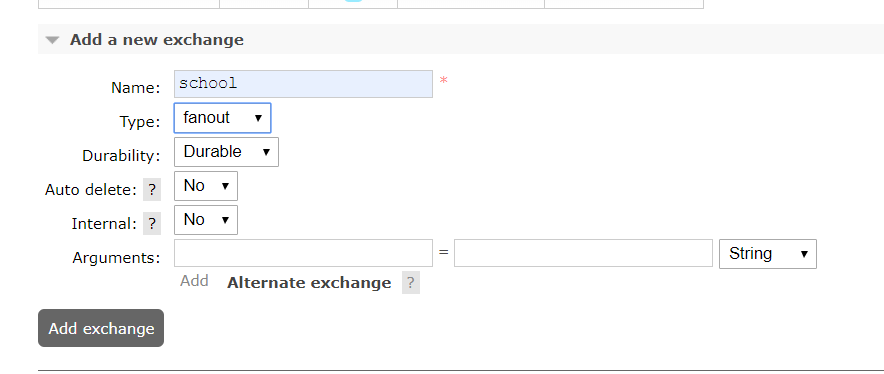 Add a new exchange
Name: school *
Type: fanout
Durability: Durable
Auto delete: ? No
Internal: ? No
Arguments: = String
Add Alternate exchange ?
Add exchange